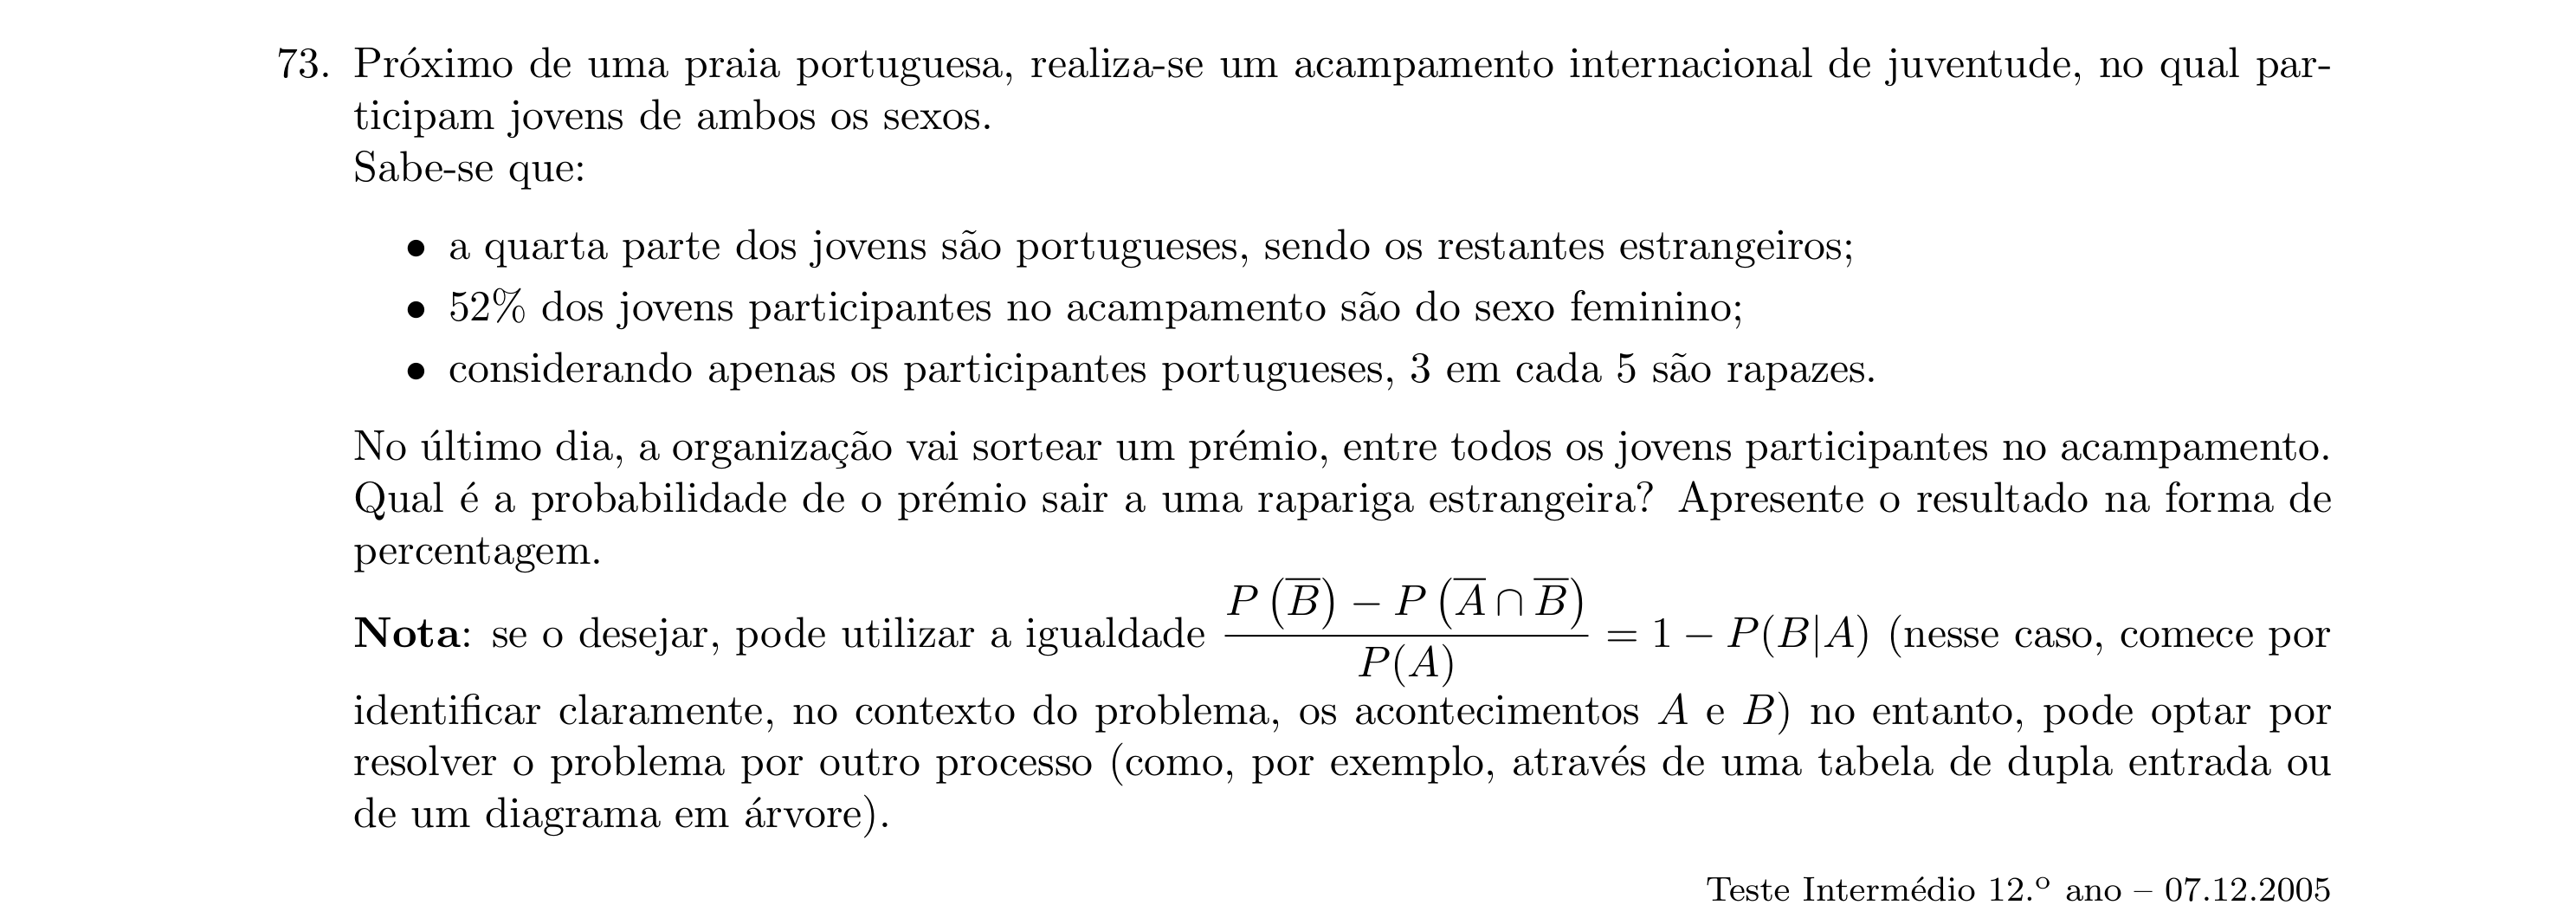 73. Próximo de uma praia portuguesa, realiza-se um acampamento internacional de juventude, no qual par-
ticipam jovens de ambos os sexos.
Sabe-se que:
• a quarta parte dos jovens são portugueses, sendo os restantes estrangeiros;
• 52% dos jovens participantes no acampamento são do sexo feminino;
• considerando apenas os participantes portugueses, 3 em cada 5 são rapazes.
No último dia, a organização vai sortear um prémio, entre todos os jovens participantes no acampamento.
Qual é a probabilidade de o prémio sair a uma rapariga estrangeira? Apresente o resultado na forma de
percentagem.
Nota: se o desejar, pode utilizar a igualdade $\frac{P\left(\overline{B}\right) - P\left(\overline{A} \cap \overline{B}\right)}{P(A)} = 1 - P(B|A)$ (nesse caso, comece por
identificar claramente, no contexto do problema, os acontecimentos A e B) no entanto, pode optar por
resolver o problema por outro processo (como, por exemplo, através de uma tabela de dupla entrada ou
de um diagrama em árvore).
Teste Intermédio 12.º ano – 07.12.2005